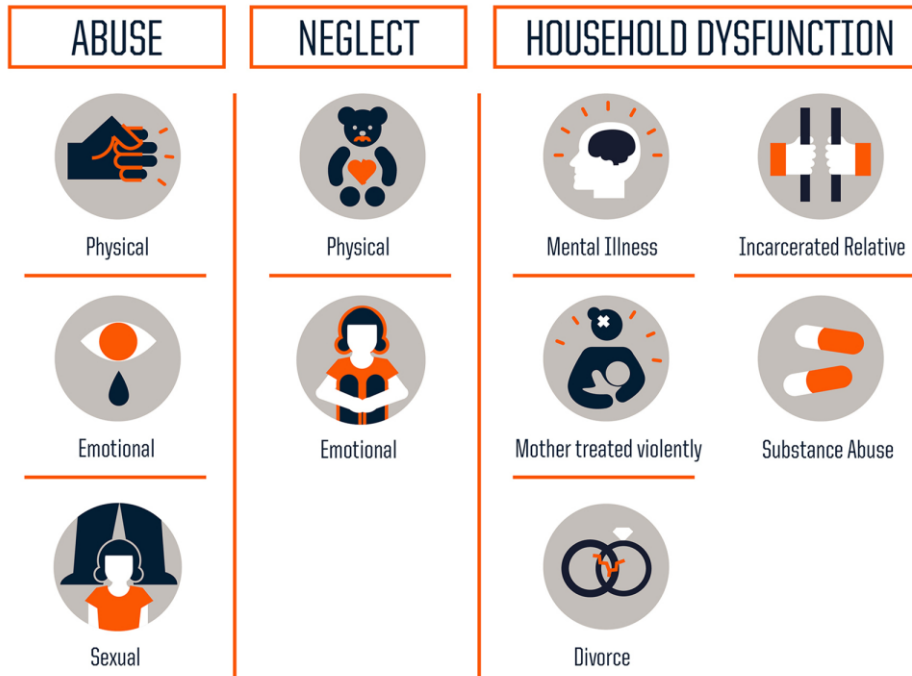 ABUSE
NEGLECT
HOUSEHOLD DYSFUNCTION
Physical
Physical
Mental Illness
Incarcerated Relative
Emotional
Emotional
Mother treated violently
Substance Abuse
Sexual
Divorce